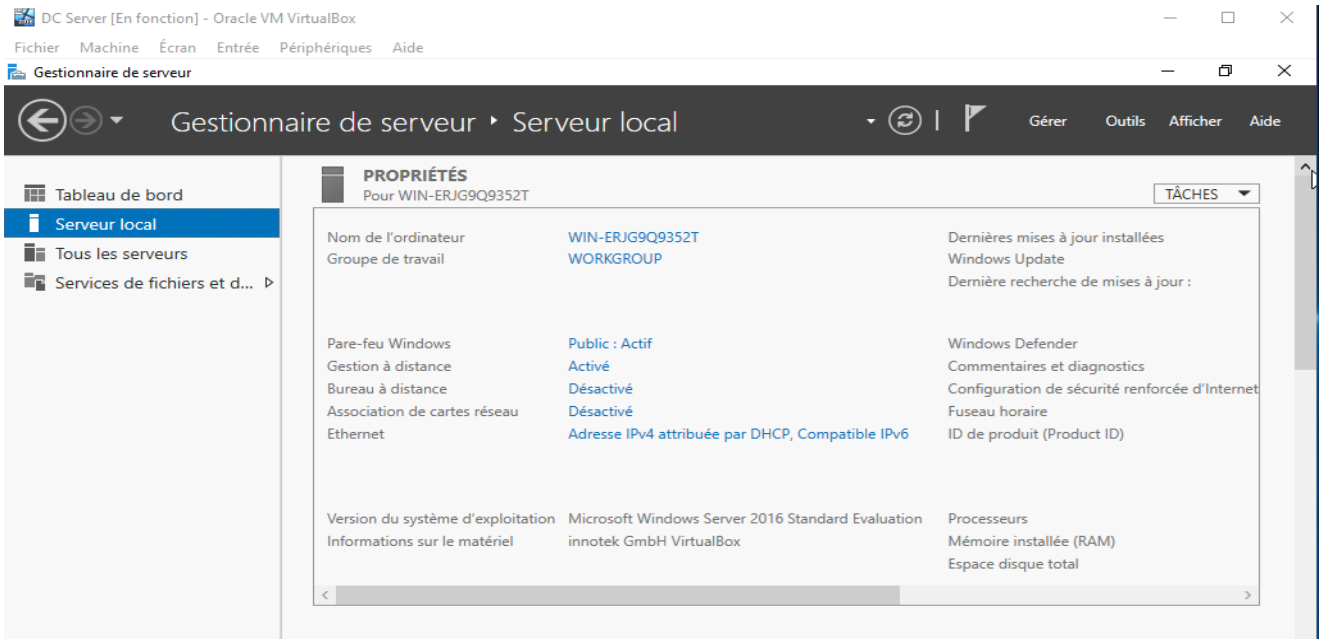 DC Server [En fonction] - Oracle VM VirtualBox
Fichier Machine Écran Entrée Périphériques Aide
Gestionnaire de serveur
Gestionnaire de serveur ‣ Serveur local
Gérer Outils Afficher Aide
Tableau de bord
Serveur local
Tous les serveurs
Services de fichiers et d...
PROPRIÉTÉS
Pour WIN-ERJG9Q9352T
TÂCHES
Nom de l'ordinateur WIN-ERJG9Q9352T Dernières mises à jour installées
Groupe de travail WORKGROUP Windows Update
Dernière recherche de mises à jour :
Pare-feu Windows Public : Actif Windows Defender
Gestion à distance Activé Commentaires et diagnostics
Bureau à distance Désactivé Configuration de sécurité renforcée d'Internet
Association de cartes réseau Désactivé Fuseau horaire
Ethernet Adresse IPv4 attribuée par DHCP, Compatible IPv6 ID de produit (Product ID)
Version du système d'exploitation Microsoft Windows Server 2016 Standard Evaluation Processeurs
Informations sur le matériel innotek GmbH VirtualBox Mémoire installée (RAM)
Espace disque total